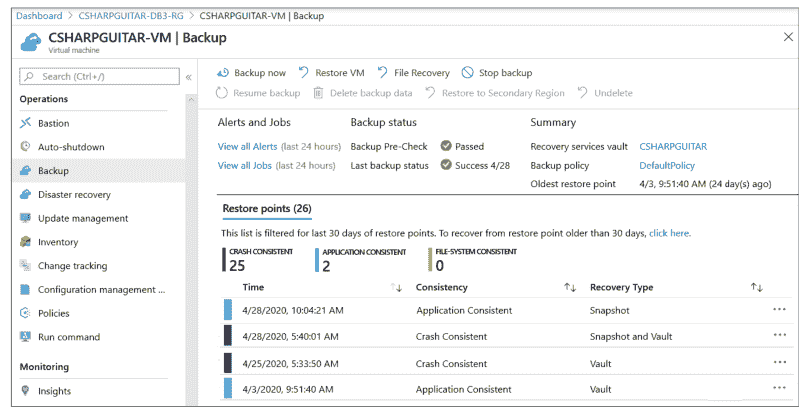 Dashboard > CSHARPGUITAR-DB3-RG > CSHARPGUITAR-VM | Backup
CSHARPGUITAR-VM | Backup
Virtual machine
Search (Ctrl+/)
Operations
Bastion
Auto-shutdown
Backup
Disaster recovery
Update management
Inventory
Change tracking
Configuration management ...
Policies
Run command
Monitoring
Insights
Backup now Restore VM File Recovery Stop backup
Resume backup Delete backup data Restore to Secondary Region Undelete
Alerts and Jobs Backup status Summary
View all Alerts (last 24 hours) Backup Pre-Check Passed Recovery services vault CSHARPGUITAR
View all Jobs (last 24 hours) Last backup status Success 4/28 Backup policy DefaultPolicy
Oldest restore point 4/3, 9:51:40 AM (24 day(s) ago)
Restore points (26)
This list is filtered for last 30 days of restore points. To recover from restore point older than 30 days, click here.
CRASH CONSISTENT APPLICATION CONSISTENT FILE-SYSTEM CONSISTENT
25 2 0
Time Consistency Recovery Type
4/28/2020, 10:04:21 AM Application Consistent Snapshot ...
4/28/2020, 5:40:01 AM Crash Consistent Snapshot and Vault ...
4/25/2020, 5:33:50 AM Crash Consistent Vault ...
4/3/2020, 9:51:40 AM Application Consistent Vault ...